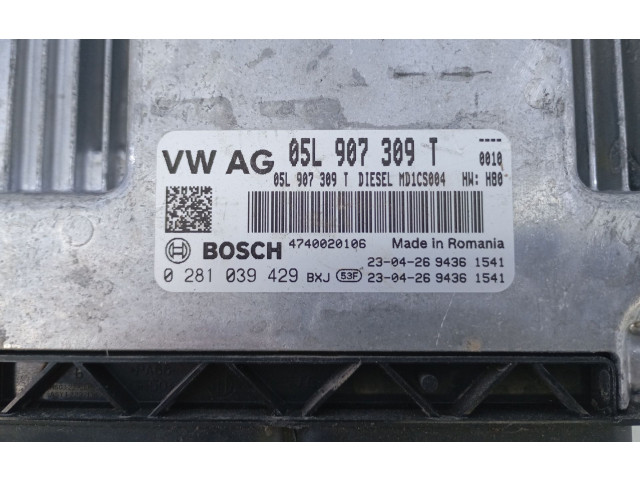 VW AG 05L 907 309 T ---- 0010
05L 907 309 T DIESEL MD1CS004 HW: H80
BOSCH 4740020106 Made in Romania
23-04-26 9436 1541
0 281 039 429 BXJ 53F 23-04-26 9436 1541